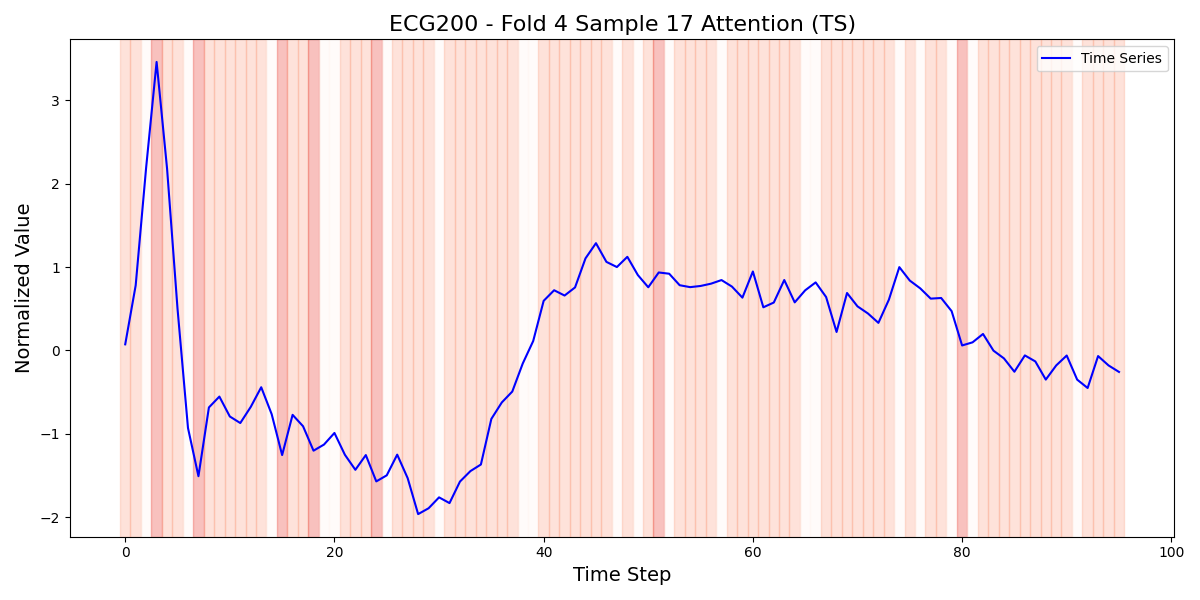 ECG200 - Fold 4 Sample 17 Attention (TS)
Time Series
Normalized Value
3
2
1
0
−1
−2
0 20 40 60 80 100
Time Step